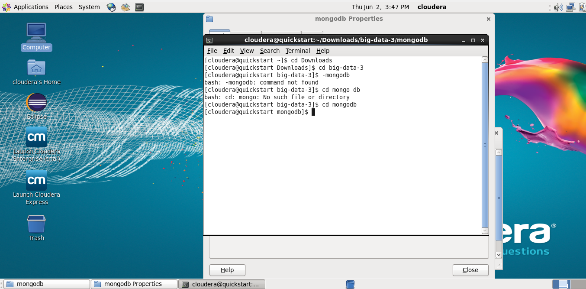 Applications Places System
Thu Jun 2, 3:47 PM cloudera
mongodb Properties
cloudera@quickstart:~/Downloads/big-data-3/mongodb
File Edit View Search Terminal Help
[cloudera@quickstart ~]$ cd Downloads
[cloudera@quickstart Downloads]$ cd big-data-3
[cloudera@quickstart big-data-3]$ -mongodb
bash: -mongodb: command not found
[cloudera@quickstart big-data-3]$ cd mongo db
bash: cd: mongo: No such file or directory
[cloudera@quickstart big-data-3]$ cd mongodb
[cloudera@quickstart mongodb]$
Computer
cloudera's Home
Eclipse
cm
Launch Cloudera
cm
Launch Cloudera
Express
Trash
era®
uestions
Help
Close
mongodb
mongodb Properties
cloudera@quickstart:...